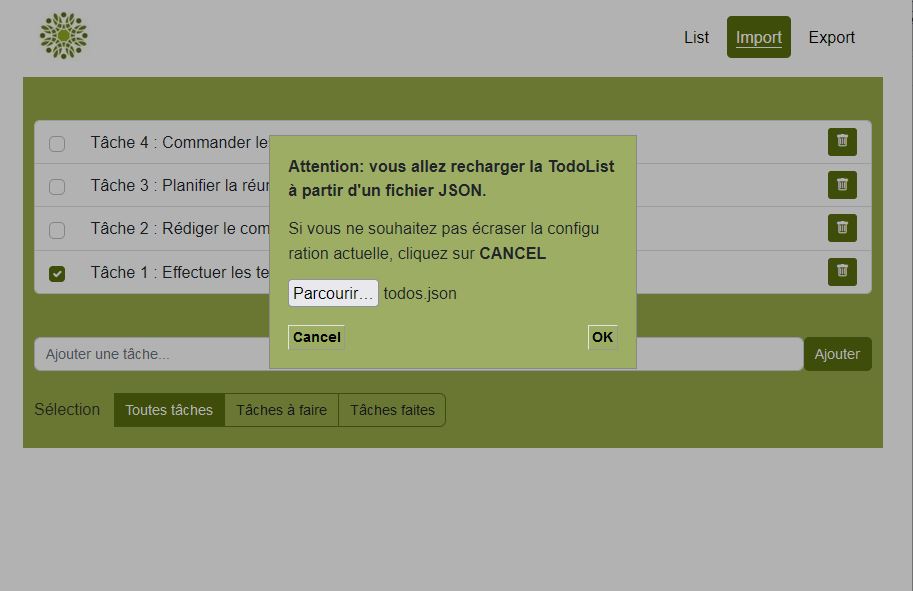 List Import Export
Tâche 4 : Commander le
Tâche 3 : Planifier la réun
Tâche 2 : Rédiger le com
Tâche 1 : Effectuer les te
Attention: vous allez recharger la TodoList
à partir d'un fichier JSON.
Si vous ne souhaitez pas écraser la configu
ration actuelle, cliquez sur CANCEL
Parcourir... todos.json
Cancel OK
Ajouter une tâche... Ajouter
Sélection Toutes tâches Tâches à faire Tâches faites